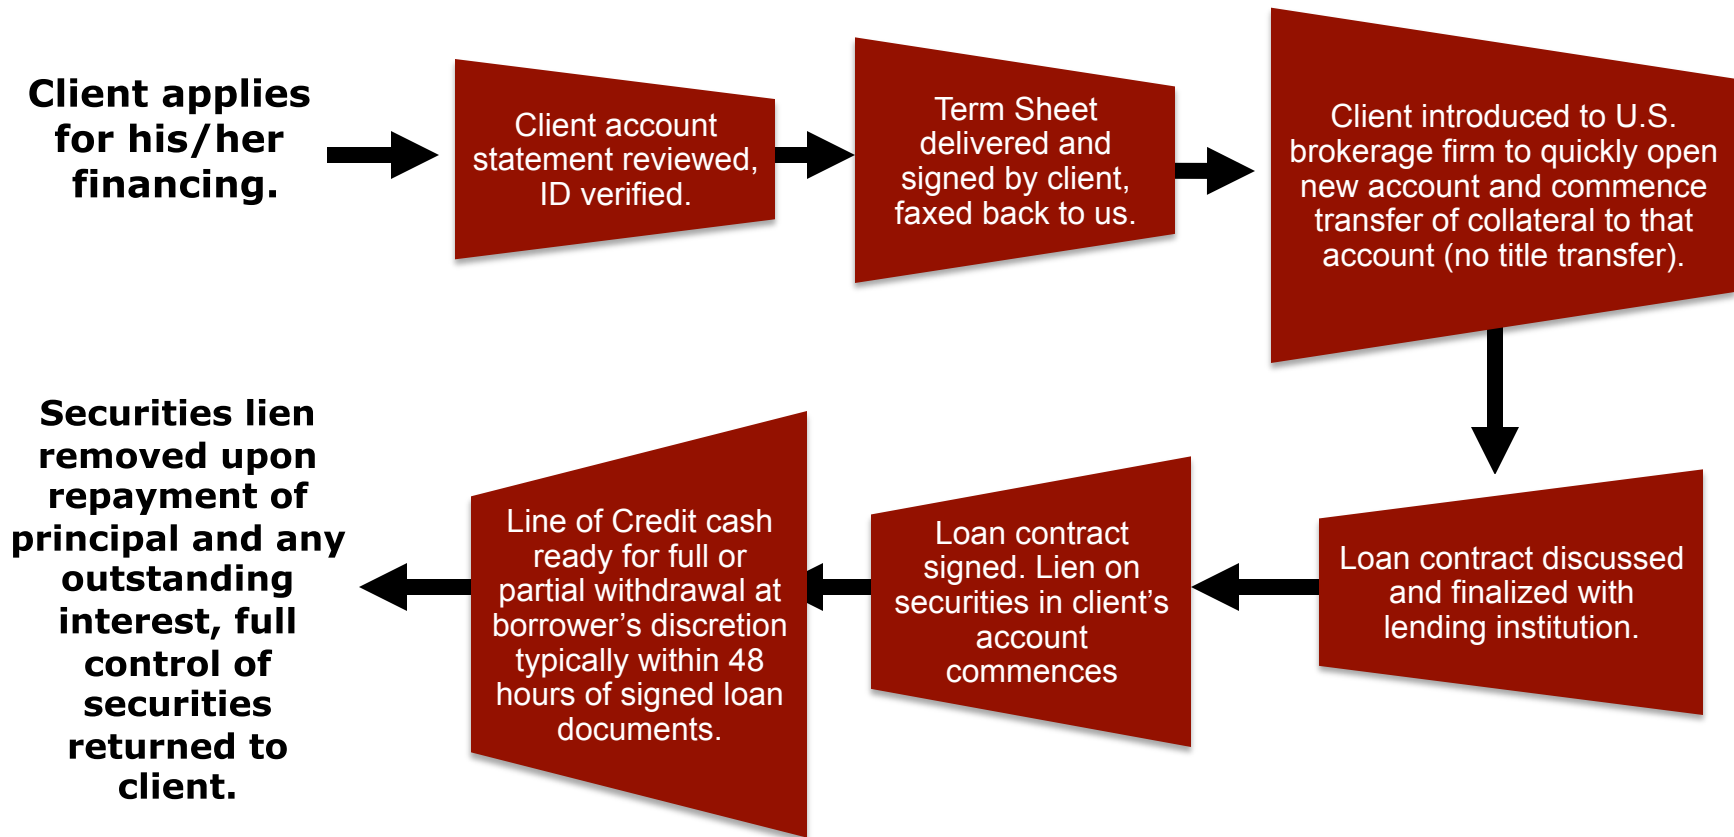 Client applies
for his/her
financing.
Client account
statement reviewed,
ID verified.
Term Sheet
delivered and
signed by client,
faxed back to us.
Client introduced to U.S.
brokerage firm to quickly open
new account and commence
transfer of collateral to that
account (no title transfer).
Loan contract discussed
and finalized with
lending institution.
Loan contract
signed. Lien on
securities in client’s
account
commences
Line of Credit cash
ready for full or
partial withdrawal at
borrower’s discretion
typically within 48
hours of signed loan
documents.
Securities lien
removed upon
repayment of
principal and any
outstanding
interest, full
control of
securities
returned to
client.